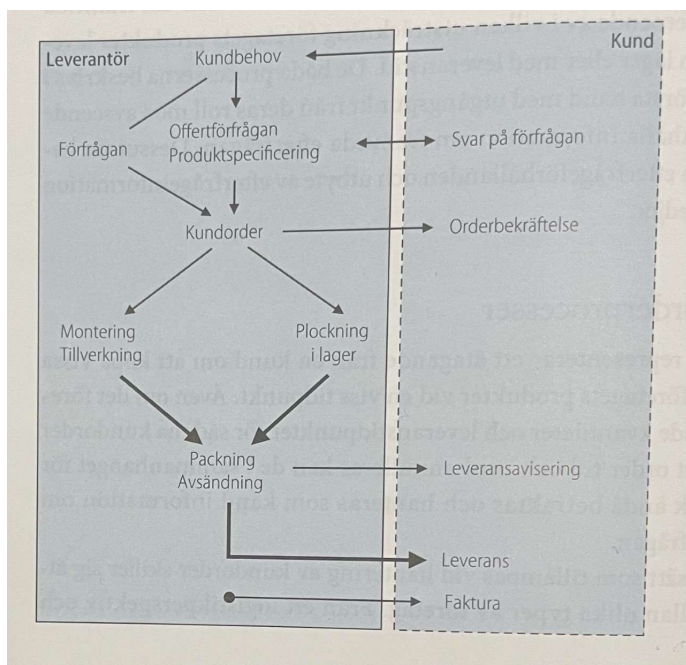 Leverantör
Kund
Kundbehov
Offertförfrågan
Produktspecificering
Svar på förfrågan
Förfrågan
Kundorder
Orderbekräftelse
Montering
Tillverkning
Plockning
i lager
Packning
Avsändning
Leveransavisering
Leverans
Faktura